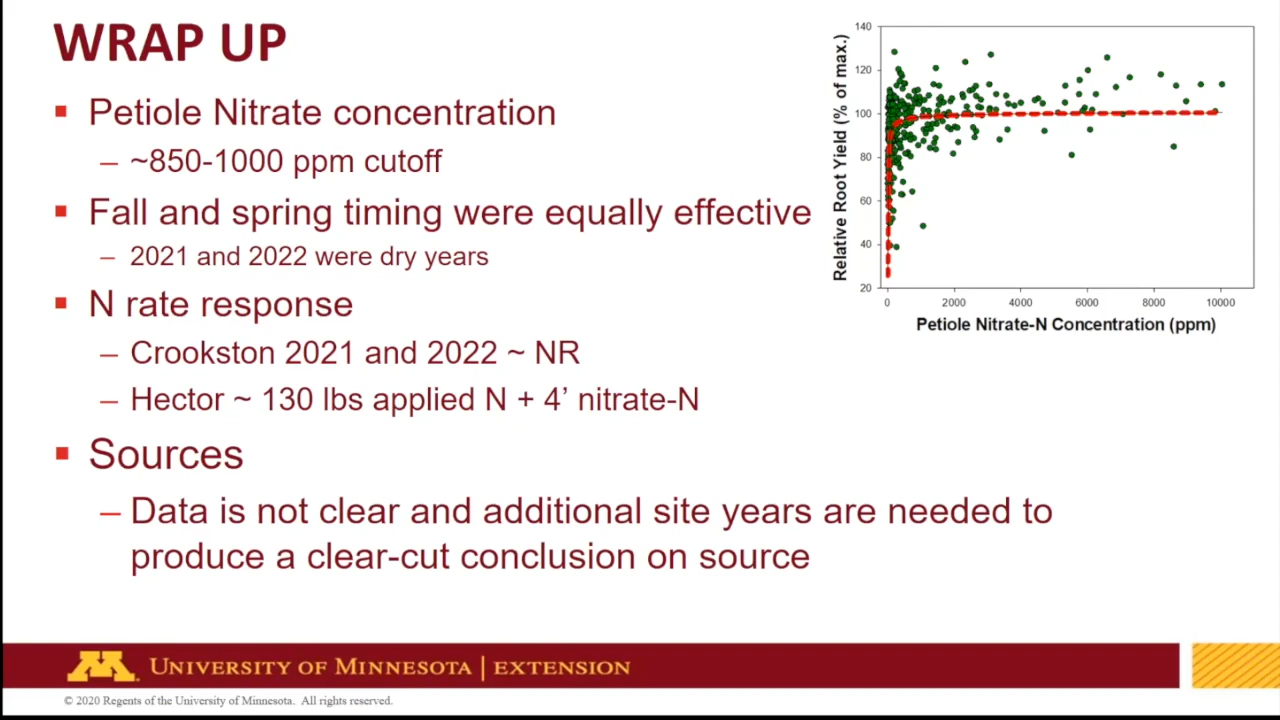 WRAP UP
▪ Petiole Nitrate concentration
– ~850-1000 ppm cutoff
▪ Fall and spring timing were equally effective
– 2021 and 2022 were dry years
▪ N rate response
– Crookston 2021 and 2022 ~ NR
– Hector ~ 130 lbs applied N + 4’ nitrate-N
▪ Sources
– Data is not clear and additional site years are needed to
produce a clear-cut conclusion on source
Relative Root Yield (% of max.)
140
120
100
80
60
40
20
0 2000 4000 6000 8000 10000
Petiole Nitrate-N Concentration (ppm)
M University of Minnesota | Extension
© 2020 Regents of the University of Minnesota. All rights reserved.